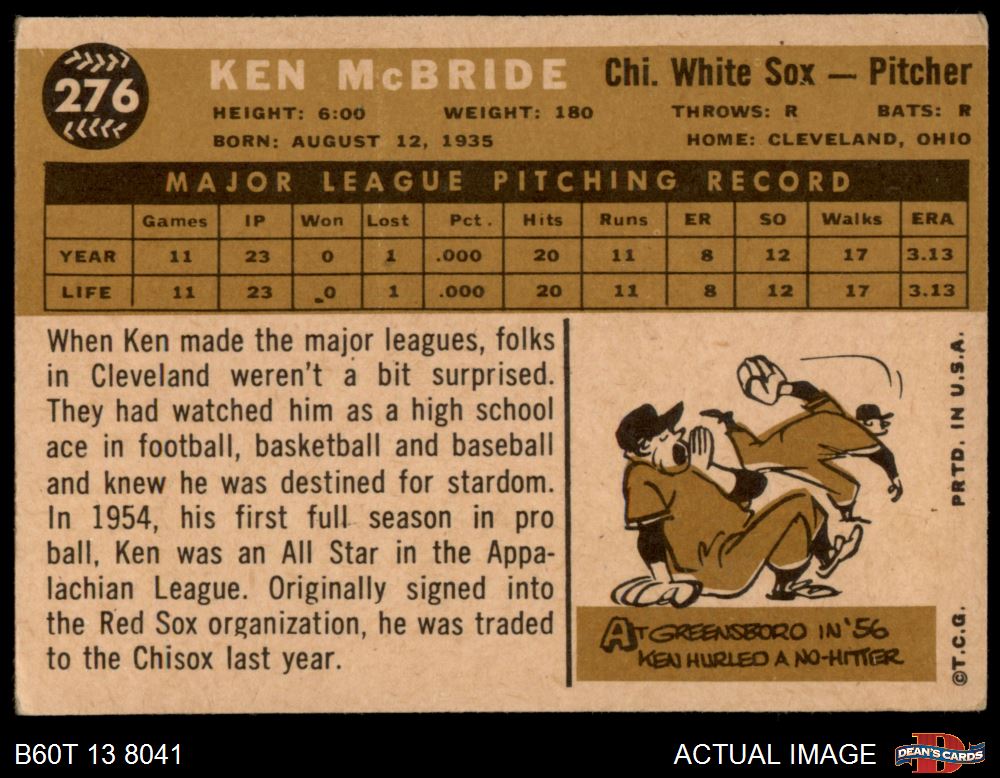 276
KEN McBRIDE
Chi. White Sox — Pitcher
HEIGHT: 6:00 WEIGHT: 180 THROWS: R BATS: R
BORN: AUGUST 12, 1935 HOME: CLEVELAND, OHIO
MAJOR LEAGUE PITCHING RECORD
Games IP Won Lost Pct. Hits Runs ER SO Walks ERA
YEAR 11 23 0 1 .000 20 11 8 12 17 3.13
LIFE 11 23 0 1 .000 20 11 8 12 17 3.13
When Ken made the major leagues, folks
in Cleveland weren't a bit surprised.
They had watched him as a high school
ace in football, basketball and baseball
and knew he was destined for stardom.
In 1954, his first full season in pro
ball, Ken was an All Star in the Appa-
lachian League. Originally signed into
the Red Sox organization, he was traded
to the Chisox last year.
AT GREENSBORO IN '56
KEN HURLED A NO-HITTER
©T.C.G. PRTD. IN U.S.A.
B60T 13 8041
ACTUAL IMAGE
DEAN'S CARDS